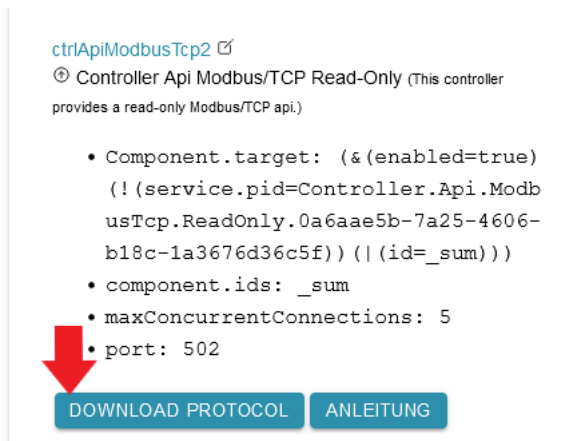 ctrlApiModbusTcp2
Controller Api Modbus/TCP Read-Only (This controller
provides a read-only Modbus/TCP api.)
• Component.target: (&(enabled=true)
(!(service.pid=Controller.Api.Modb
usTcp.ReadOnly.0a6aae5b-7a25-4606-
b18c-1a3676d36c5f))(|(id=_sum)))
• component.ids: _sum
• maxConcurrentConnections: 5
• port: 502
DOWNLOAD PROTOCOL ANLEITUNG